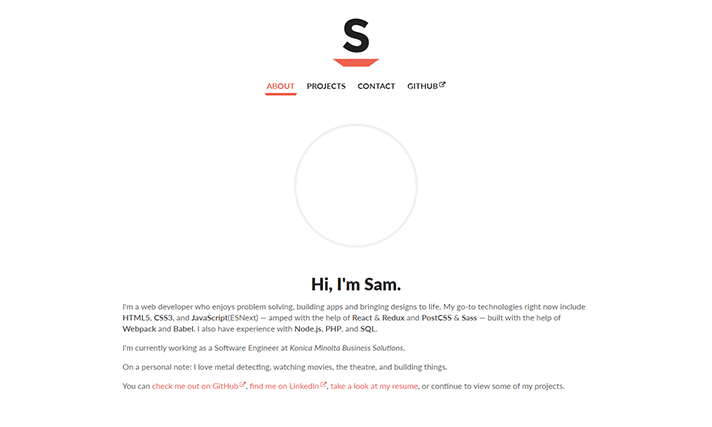 S
ABOUT PROJECTS CONTACT GITHUB
Hi, I'm Sam.
I'm a web developer who enjoys problem solving, building apps and bringing designs to life. My go-to technologies right now include
HTML5, CSS3, and JavaScript(ESNext) — amped with the help of React & Redux and PostCSS & Sass — built with the help of
Webpack and Babel. I also have experience with Node.js, PHP, and SQL.
I'm currently working as a Software Engineer at Konica Minolta Business Solutions.
On a personal note: I love metal detecting, watching movies, the theatre, and building things.
You can check me out on GitHub, find me on LinkedIn, take a look at my resume, or continue to view some of my projects.